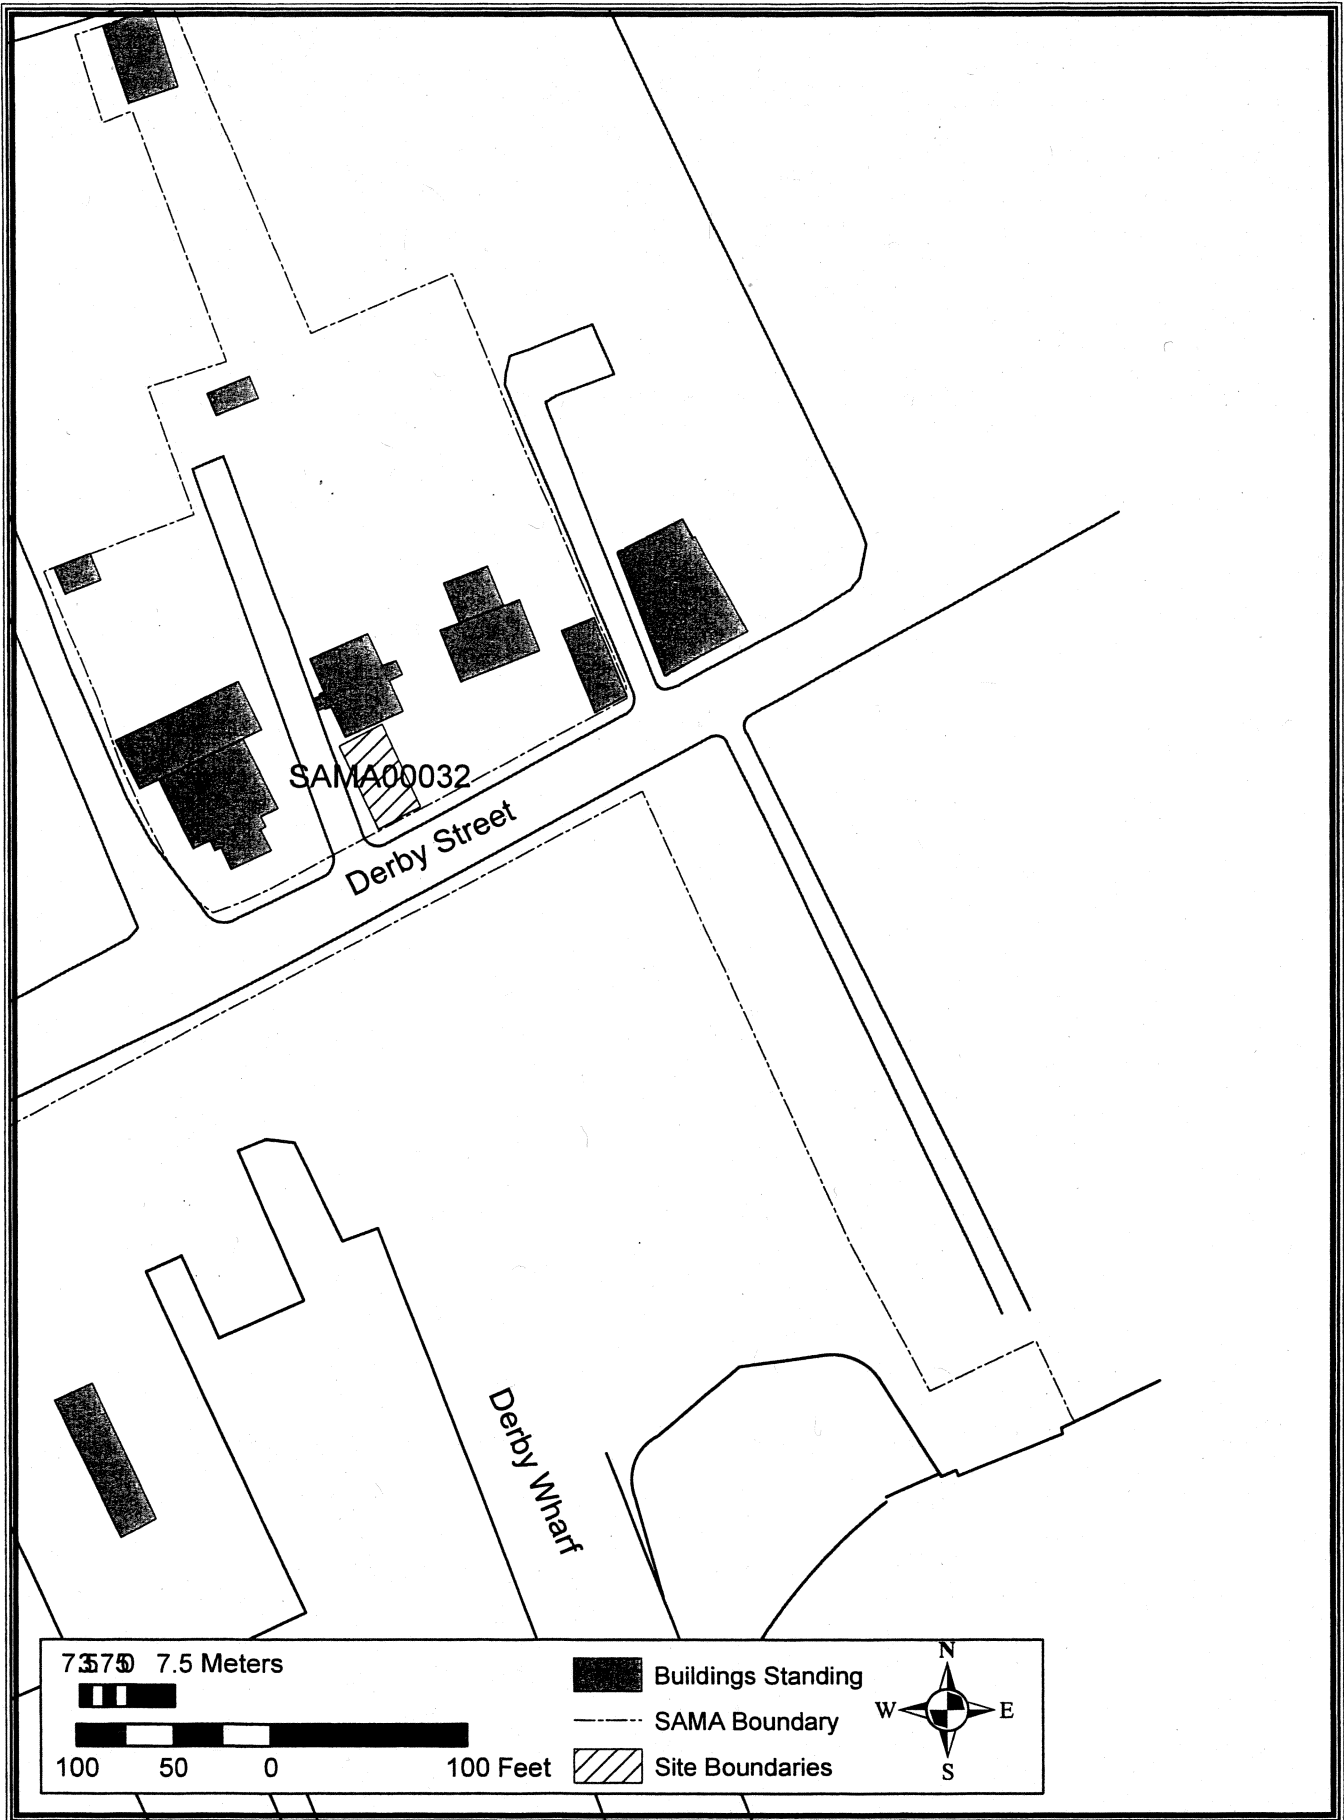 SAMA00032
Derby Street
Derby Wharf
7.5 Meters
100 50 0 100 Feet
Buildings Standing
SAMA Boundary
Site Boundaries
N
W E
S